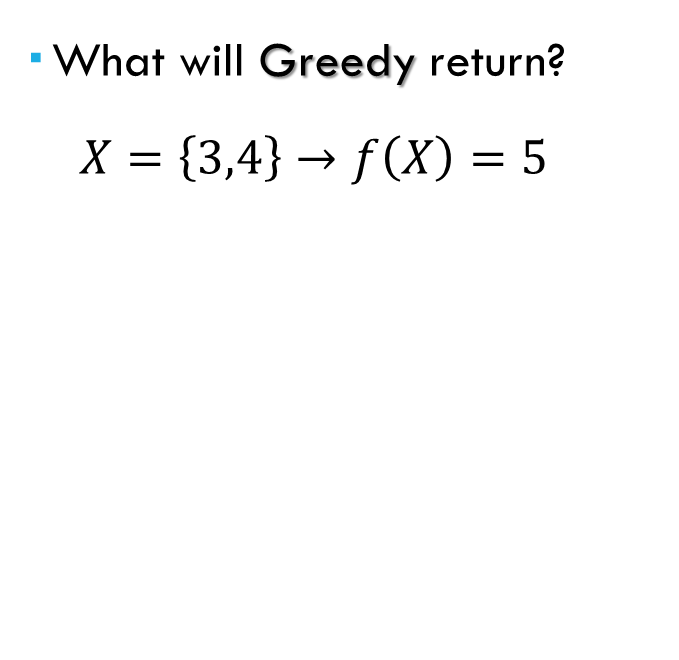 ▪ What will Greedy return?
𝑋 = {3,4} → 𝑓(𝑋) = 5